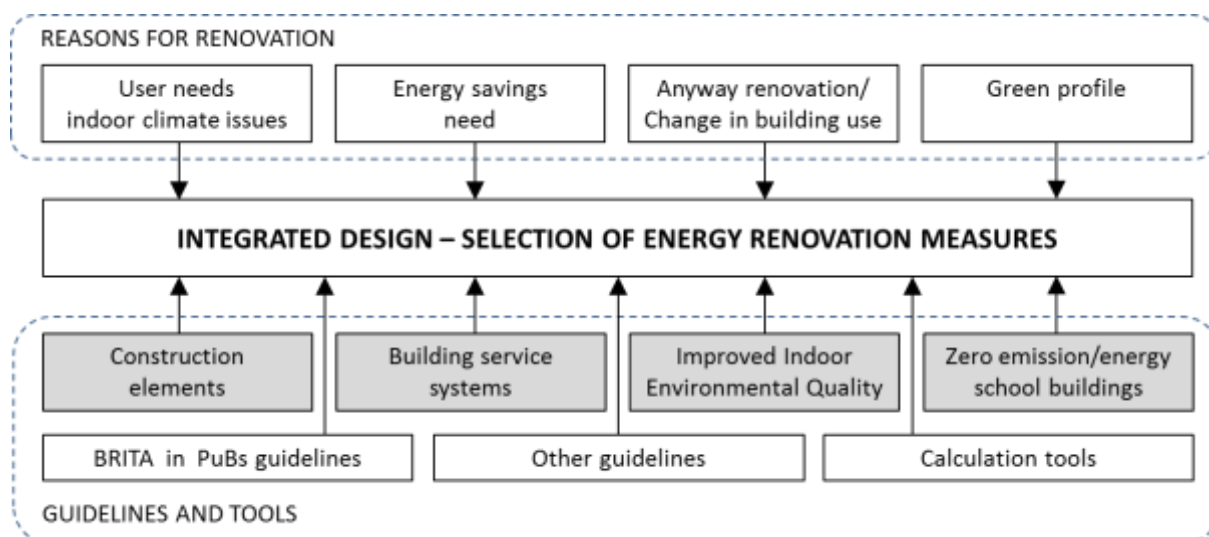 REASONS FOR RENOVATION
User needs
indoor climate issues
Energy savings
need
Anyway renovation/
Change in building use
Green profile
INTEGRATED DESIGN – SELECTION OF ENERGY RENOVATION MEASURES
Construction
elements
Building service
systems
Improved Indoor
Environmental Quality
Zero emission/energy
school buildings
BRITA in PuBs guidelines
Other guidelines
Calculation tools
GUIDELINES AND TOOLS